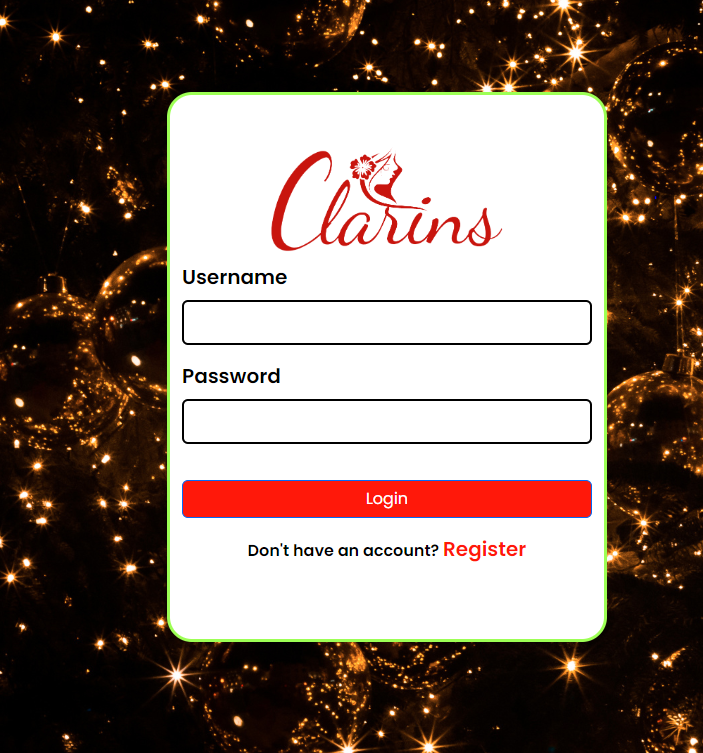 Clarins
Username
Password
Login
Don't have an account? Register